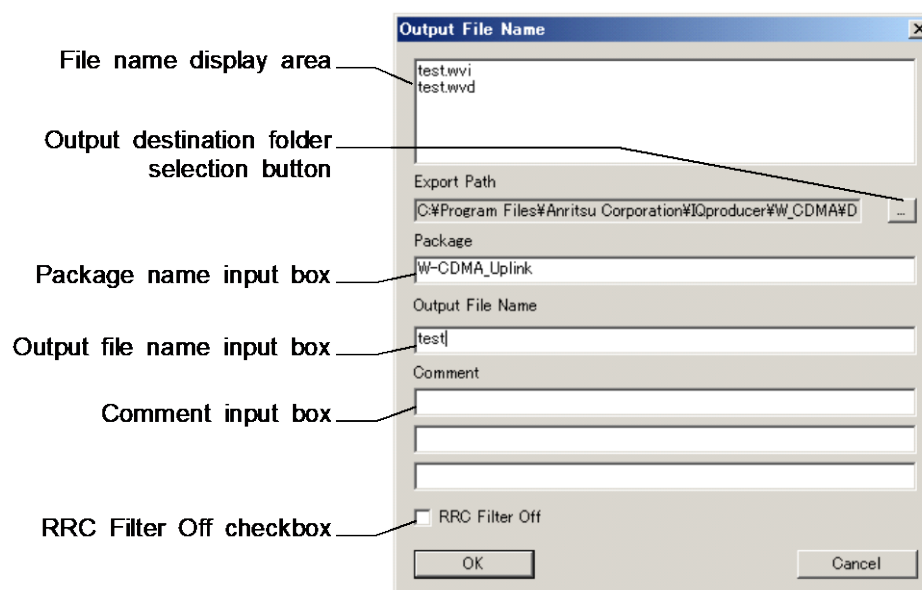 Output File Name
File name display area
test.wvi
test.wvd
Output destination folder
selection button
Export Path
C:¥Program Files¥Anritsu Corporation¥IQproducer¥W_CDMA¥D
...
Package
Package name input box
W-CDMA_Uplink
Output File Name
Output file name input box
test
Comment
Comment input box
RRC Filter Off checkbox
RRC Filter Off
OK
Cancel